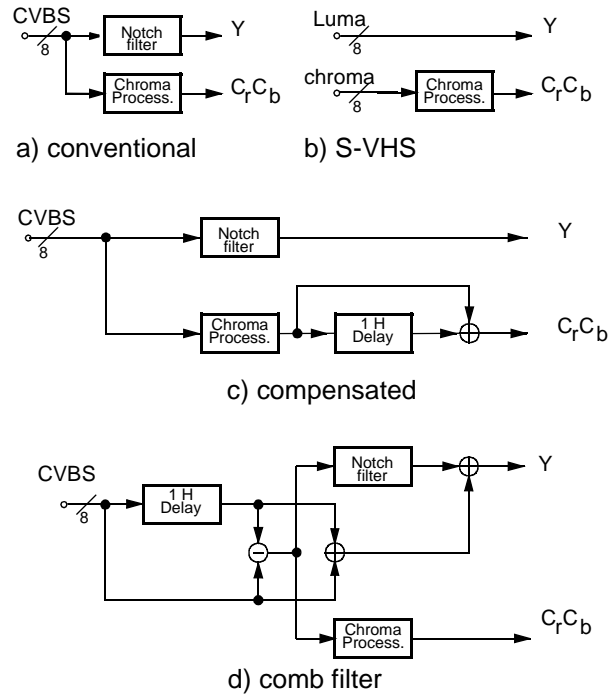 CVBS
8
Notch
filter
Y
Chroma
Process.
CrCb
a) conventional
Luma
8
Y
chroma
8
Chroma
Process.
CrCb
b) S-VHS
CVBS
8
Notch
filter
Y
Chroma
Process.
1 H
Delay
CrCb
c) compensated
CVBS
8
1 H
Delay
Notch
filter
Y
Chroma
Process.
CrCb
d) comb filter